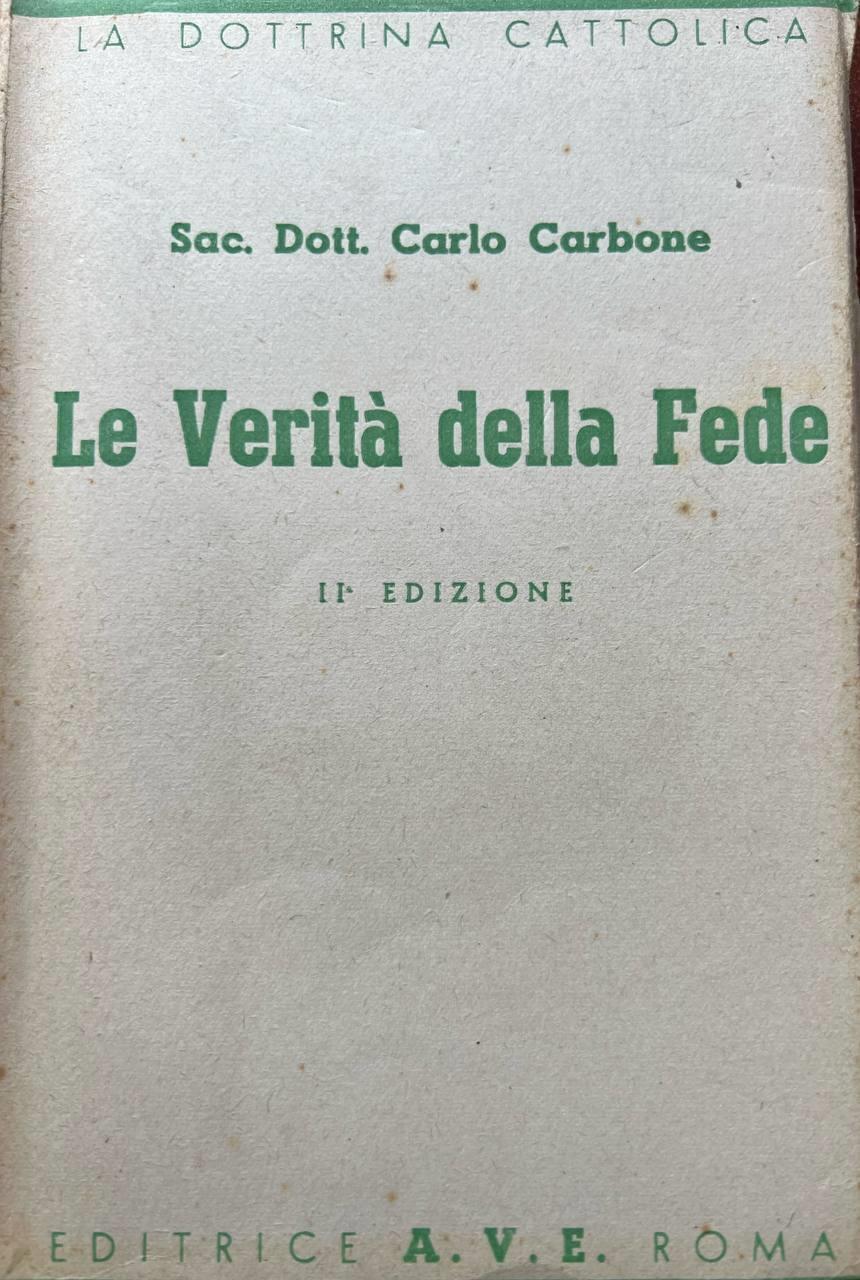 LA DOTTRINA CATTOLICA
Sac. Dott. Carlo Carbone
Le Verità della Fede
IIª EDIZIONE
EDITRICE A.V.E. ROMA